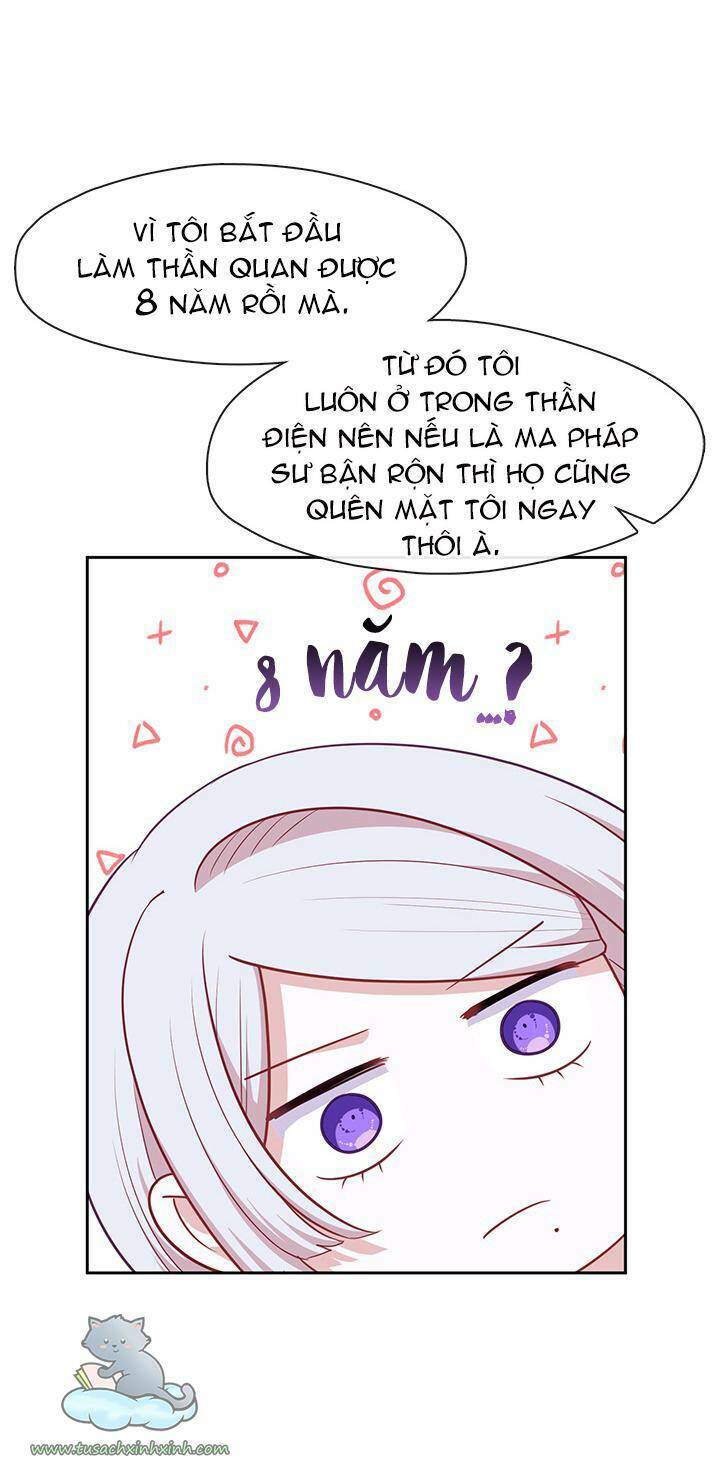 VÌ TÔI BẮT ĐẦU
LÀM THẦN QUAN ĐƯỢC
8 NĂM RỒI MÀ.
TỪ ĐÓ TÔI
LUÔN Ở TRONG THẦN
ĐIỆN NÊN NẾU LÀ MA PHÁP
SƯ BẬN RỘN THÌ HỌ CŨNG
QUÊN MẶT TÔI NGAY
THÔI À.
8 năm...?
www.tusachxinhxinh.com